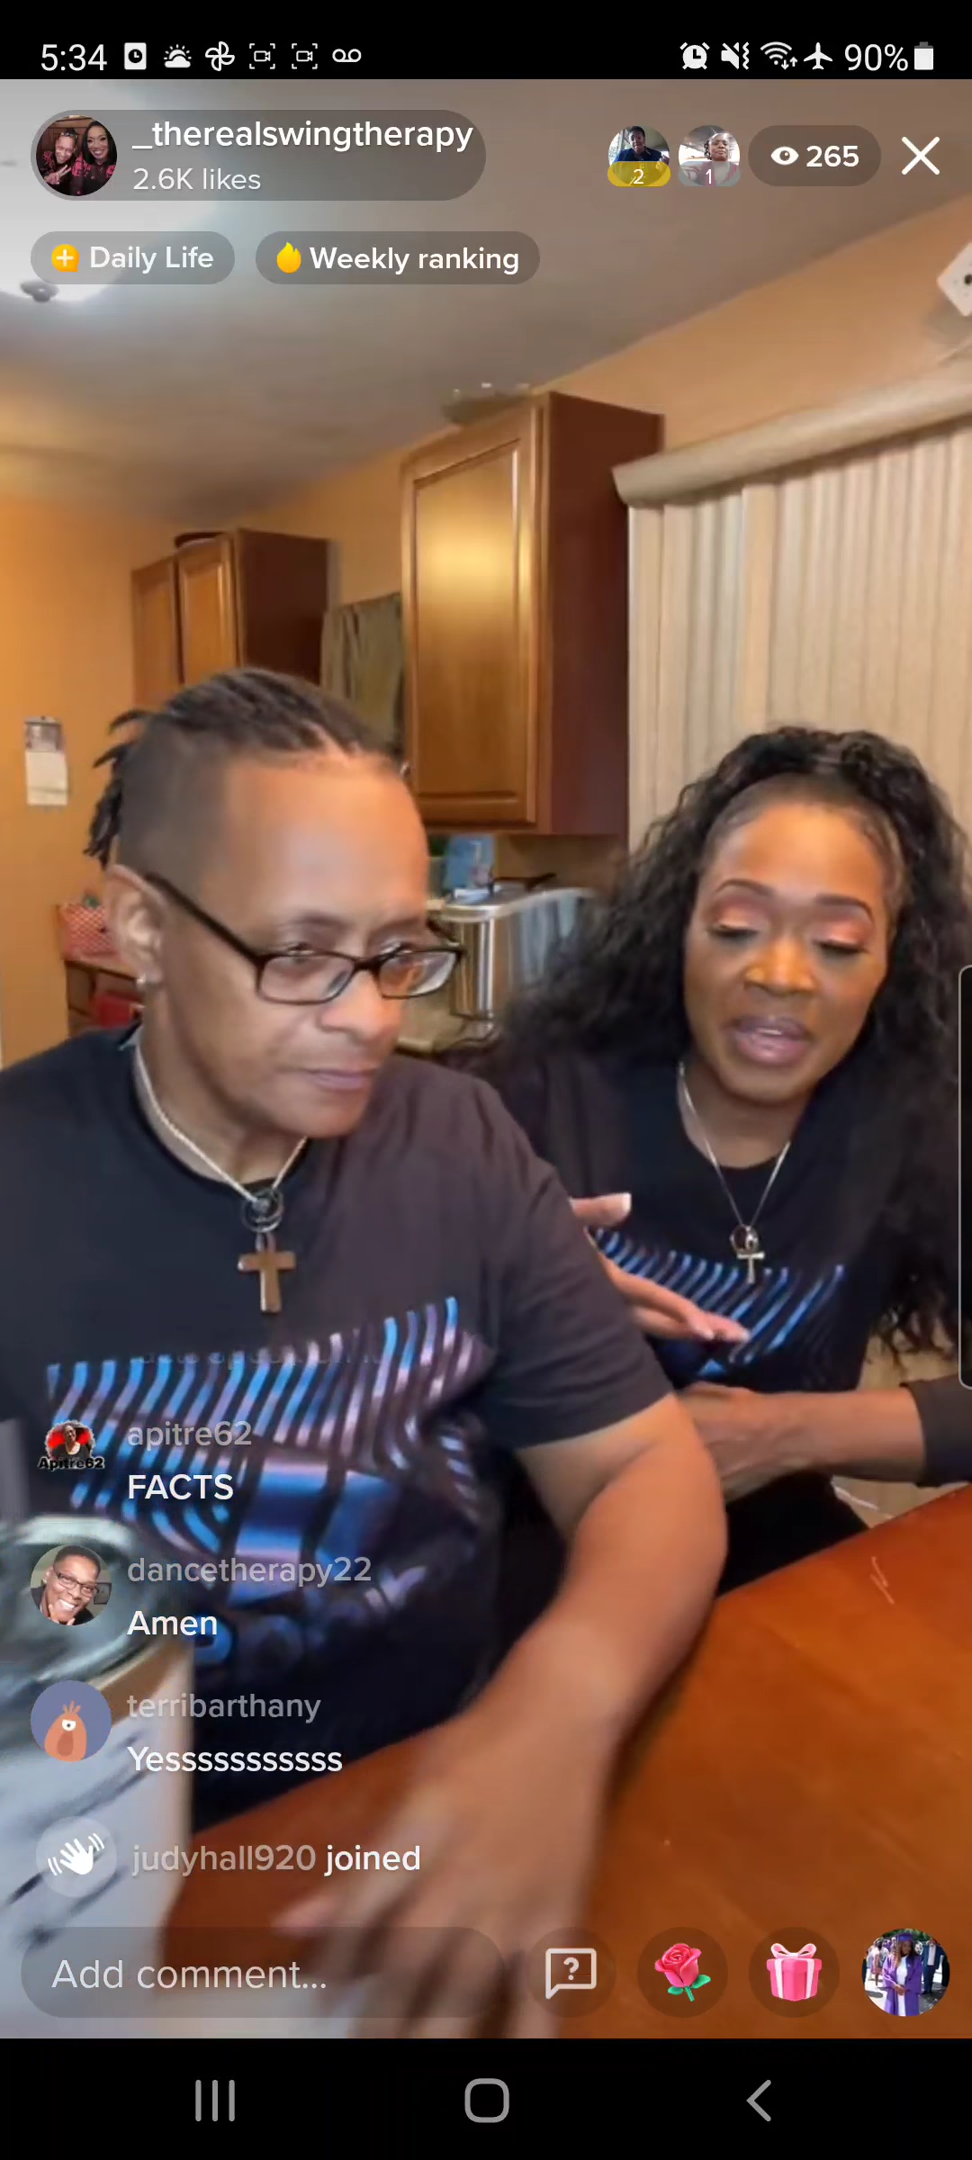 5:34
90%
_therealswingtherapy
2.6K likes
2
1
265
Daily Life
Weekly ranking
apitre62
Apitre62
FACTS
dancetherapy22
Amen
terribarthany
Yesssssssssss
judyhall920 joined
Add comment...